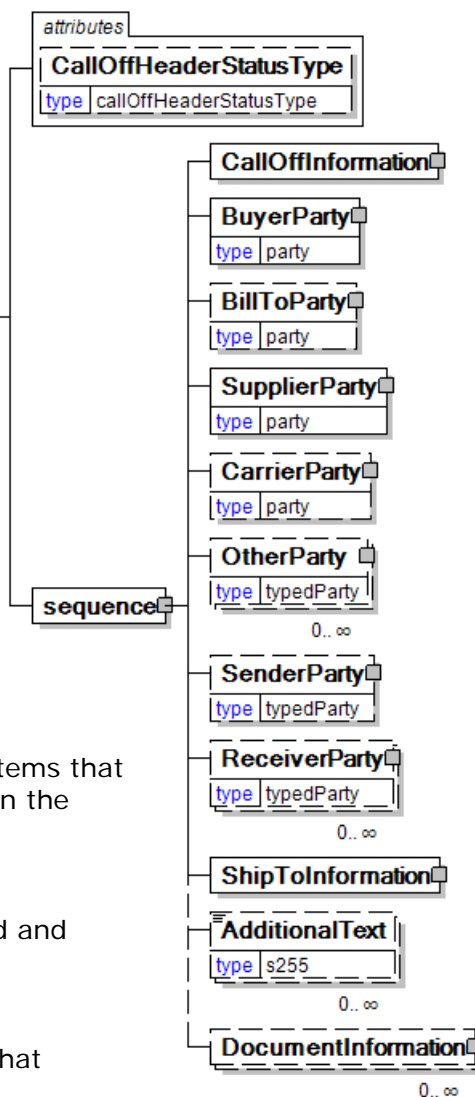 attributes
CallOffHeaderStatusType
type callOffHeaderStatusType
CallOffInformation
BuyerParty
type party
BillToParty
type party
SupplierParty
type party
CarrierParty
type party
OtherParty
type typedParty
0.. ∞
sequence
SenderParty
type typedParty
ReceiverParty
type typedParty
0.. ∞
tems that
n the
ShipToInformation
d and
AdditionalText
type s255
0.. ∞
hat
DocumentInformation
0.. ∞